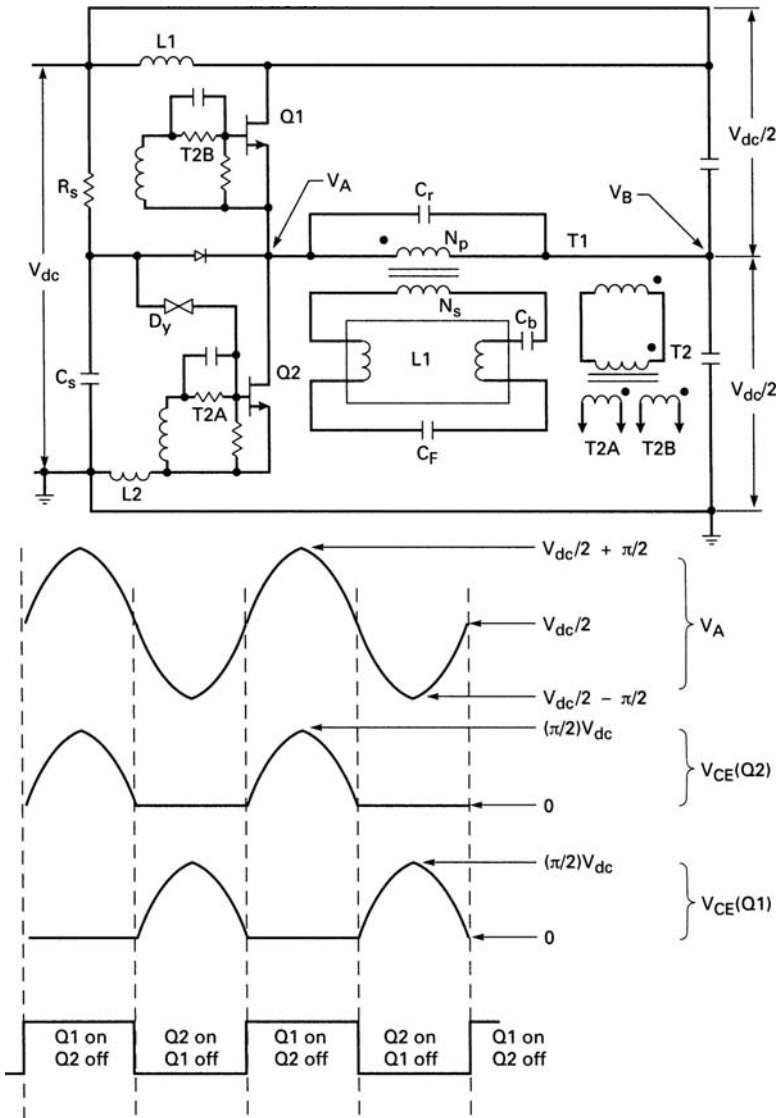 L1
Q1
T2B
V_dc/2
R_s
V_A
C_r
V_B
N_p
T1
V_dc
N_s
D_y
C_b
Q2
L1
T2
C_s
T2A
V_dc/2
C_F
T2A T2B
L2
V_dc/2 + π/2
V_dc/2
V_A
V_dc/2 − π/2
(π/2)V_dc
V_CE(Q2)
0
(π/2)V_dc
V_CE(Q1)
0
Q1 on Q2 on Q1 on Q2 on Q1 on
Q2 off Q1 off Q2 off Q1 off Q2 off